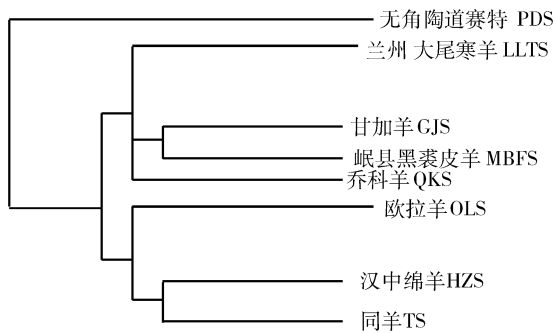 无角陶道赛特 PDS
兰州 大尾寒羊 LLTS
甘加羊 GJS
岷县黑裘皮羊 MBFS
乔科羊 QKS
欧拉羊 OLS
汉中绵羊 HZS
同羊 TS